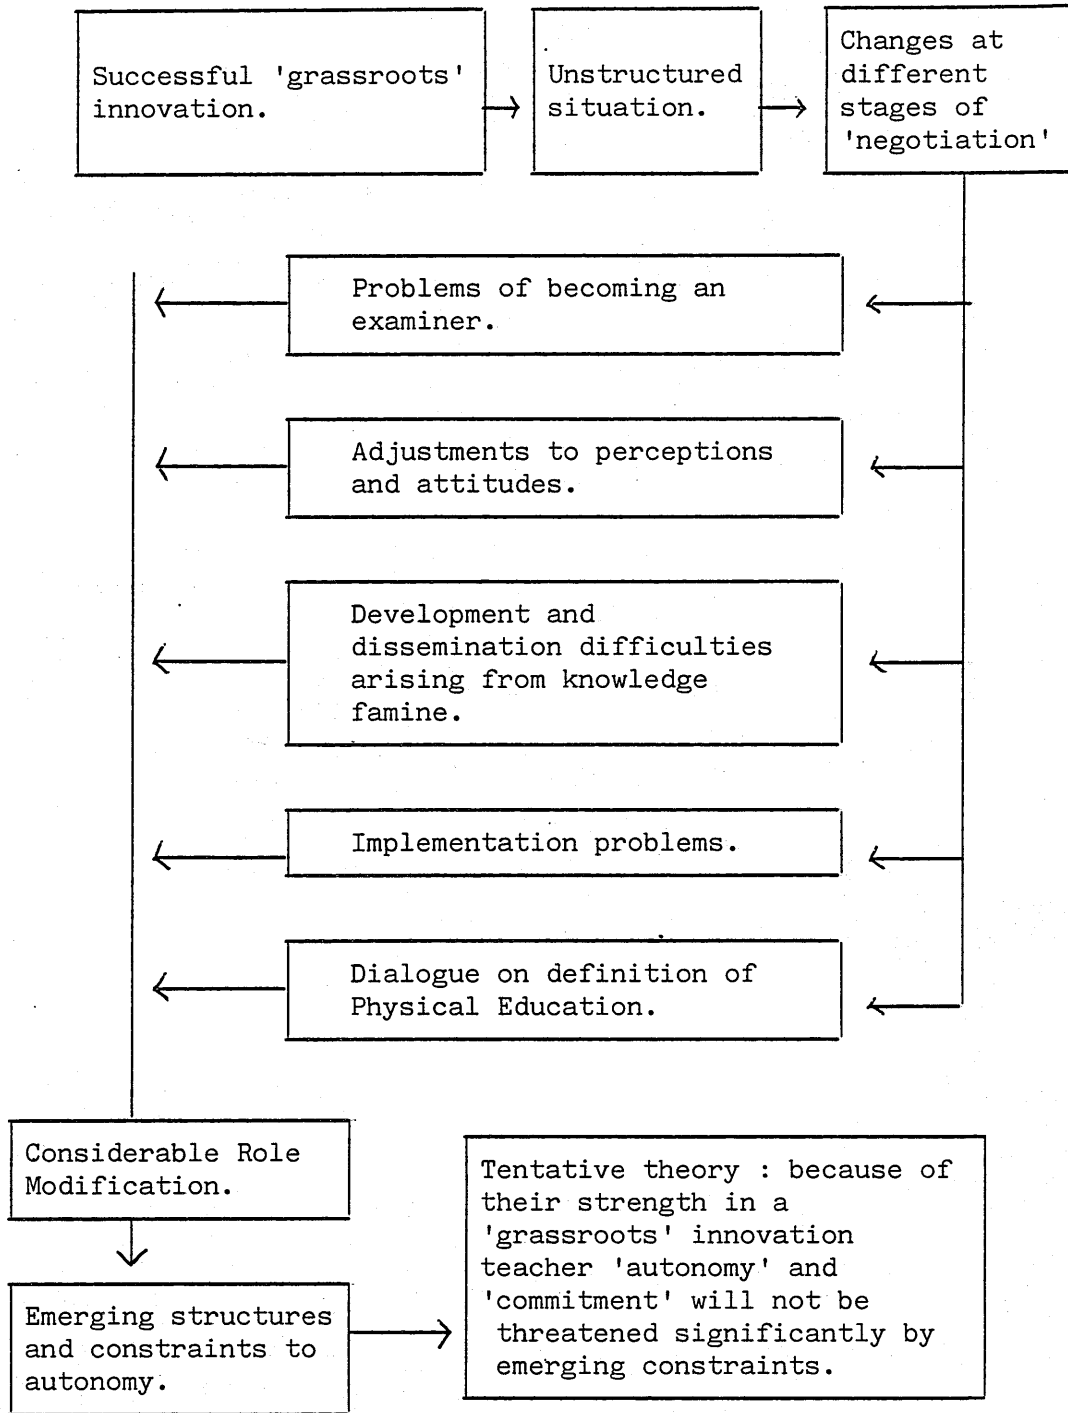 Successful 'grassroots'
innovation.
Unstructured
situation.
Changes at
different
stages of
'negotiation'
Problems of becoming an
examiner.
Adjustments to perceptions
and attitudes.
Development and
dissemination difficulties
arising from knowledge
famine.
Implementation problems.
Dialogue on definition of
Physical Education.
Considerable Role
Modification.
Emerging structures
and constraints to
autonomy.
Tentative theory : because of
their strength in a
'grassroots' innovation
teacher 'autonomy' and
'commitment' will not be
threatened significantly by
emerging constraints.